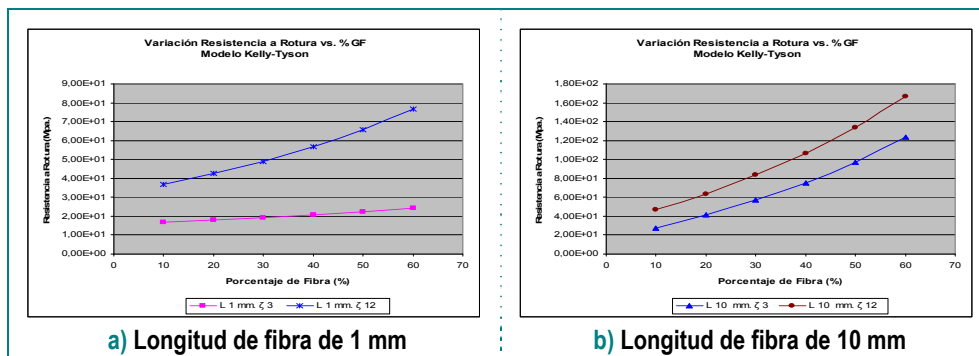 Variación Resistencia a Rotura vs. %GF
Modelo Kelly-Tyson
Resistencia a Rotura(Mpa.)
9,00E+01
8,00E+01
7,00E+01
6,00E+01
5,00E+01
4,00E+01
3,00E+01
2,00E+01
1,00E+01
0,00E+00
0 10 20 30 40 50 60 70
Porcentaje de Fibra (%)
L 1 mm. ζ 3 L 1 mm. ζ 12
a) Longitud de fibra de 1 mm
Variación Resistencia a Rotura vs. %GF
Modelo Kelly-Tyson
Resistencia a Rotura(Mpa.)
1,80E+02
1,60E+02
1,40E+02
1,20E+02
1,00E+02
8,00E+01
6,00E+01
4,00E+01
2,00E+01
0,00E+00
0 10 20 30 40 50 60 70
Porcentaje de Fibra (%)
L 10 mm. ζ 3 L 10 mm. ζ 12
b) Longitud de fibra de 10 mm